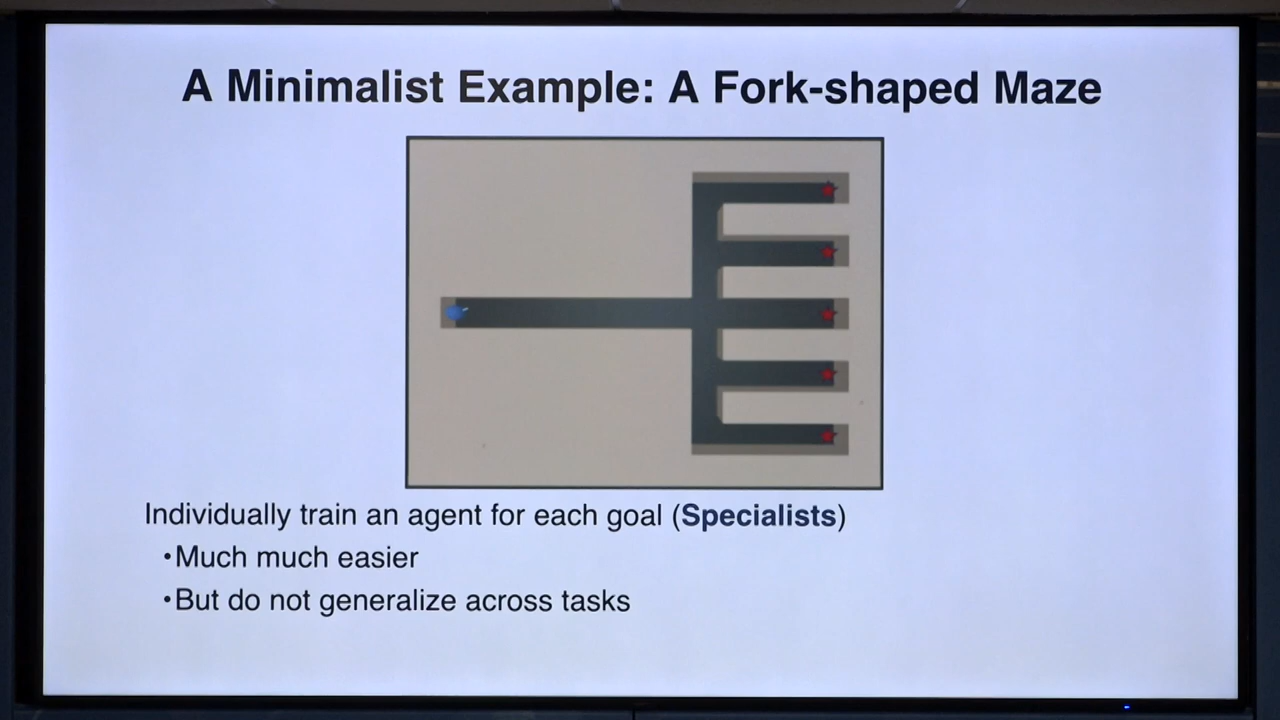 A Minimalist Example: A Fork-shaped Maze
Individually train an agent for each goal (Specialists)
•Much much easier
•But do not generalize across tasks